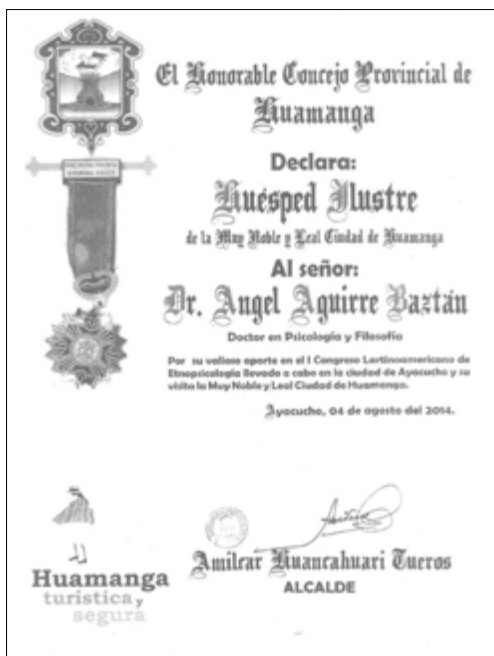 El Honorable Concejo Provincial de
Huamanga
Declara:
Huésped Ilustre
de la Muy Noble y Leal Ciudad de Huamanga
Al señor:
Dr. Angel Aguirre Baztán
Doctor en Psicología y Filosofía
Por su valioso aporte en el I Congreso Lartinoamericano de
Etnopsicología llevado a cabo en la ciudad de Ayacucho y su
visita la Muy Noble y Leal Ciudad de Huamanga.
Ayacucho, 04 de agosto del 2014.
Amilcar Huancahuari Tueros
ALCALDE
Huamanga
turística,
segura